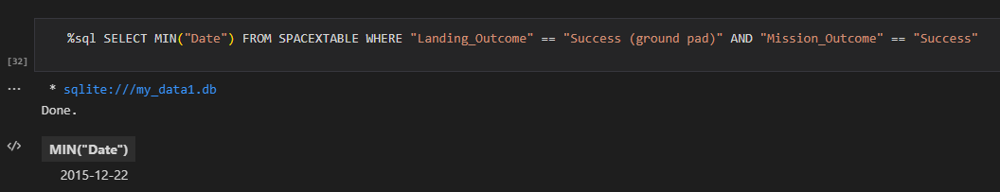 %sql SELECT MIN("Date") FROM SPACEXTABLE WHERE "Landing_Outcome" == "Success (ground pad)" AND "Mission_Outcome" == "Success"
[32]
... * sqlite:///my_data1.db
Done.
</> MIN("Date")
2015-12-22